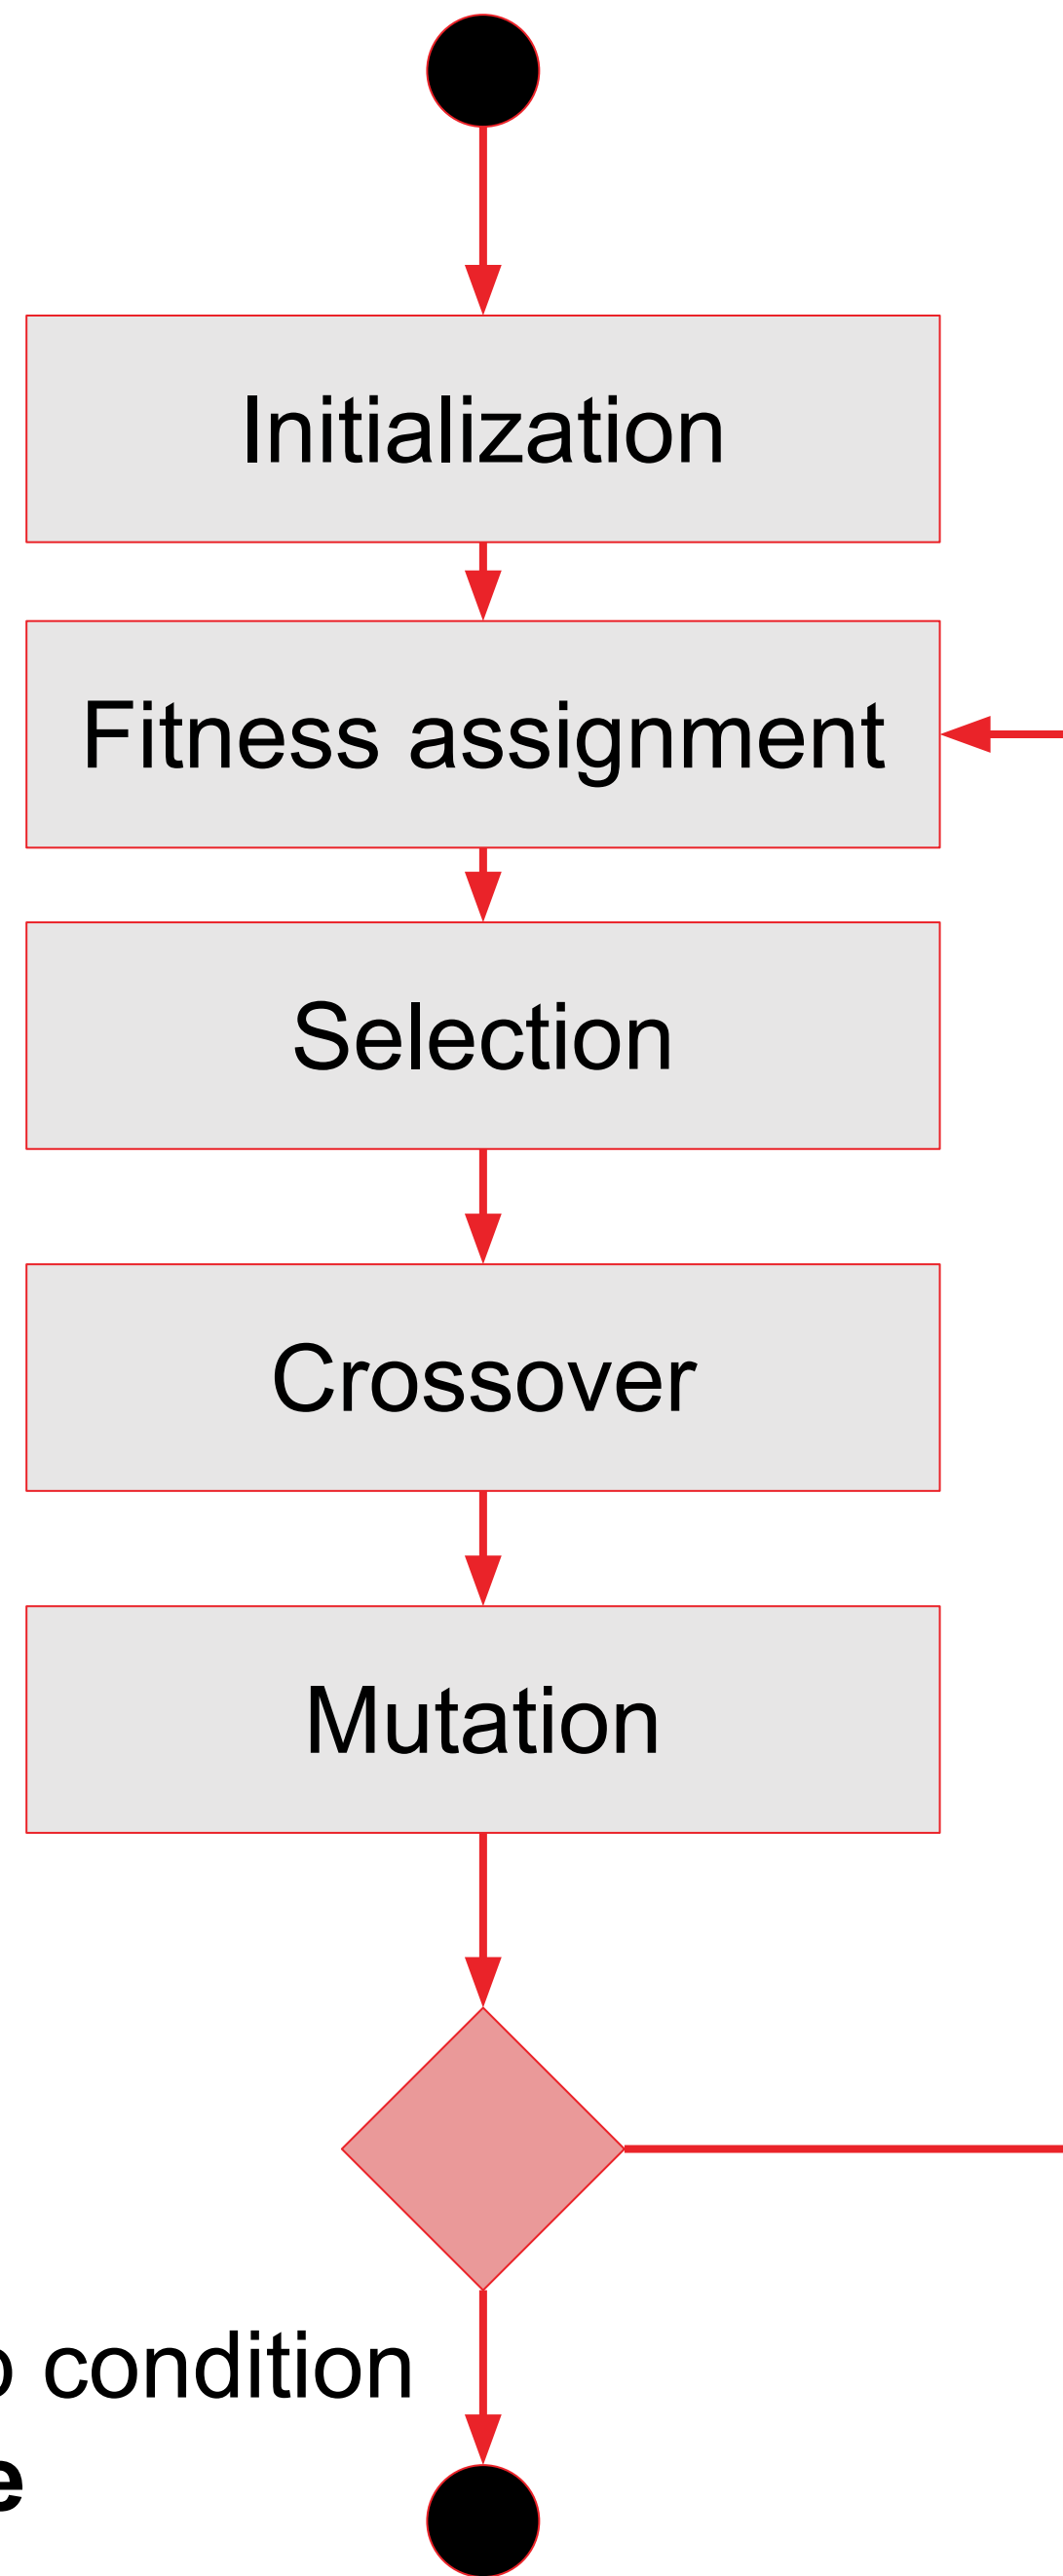 Initialization
Fitness assignment
Selection
Crossover
Mutation
condition